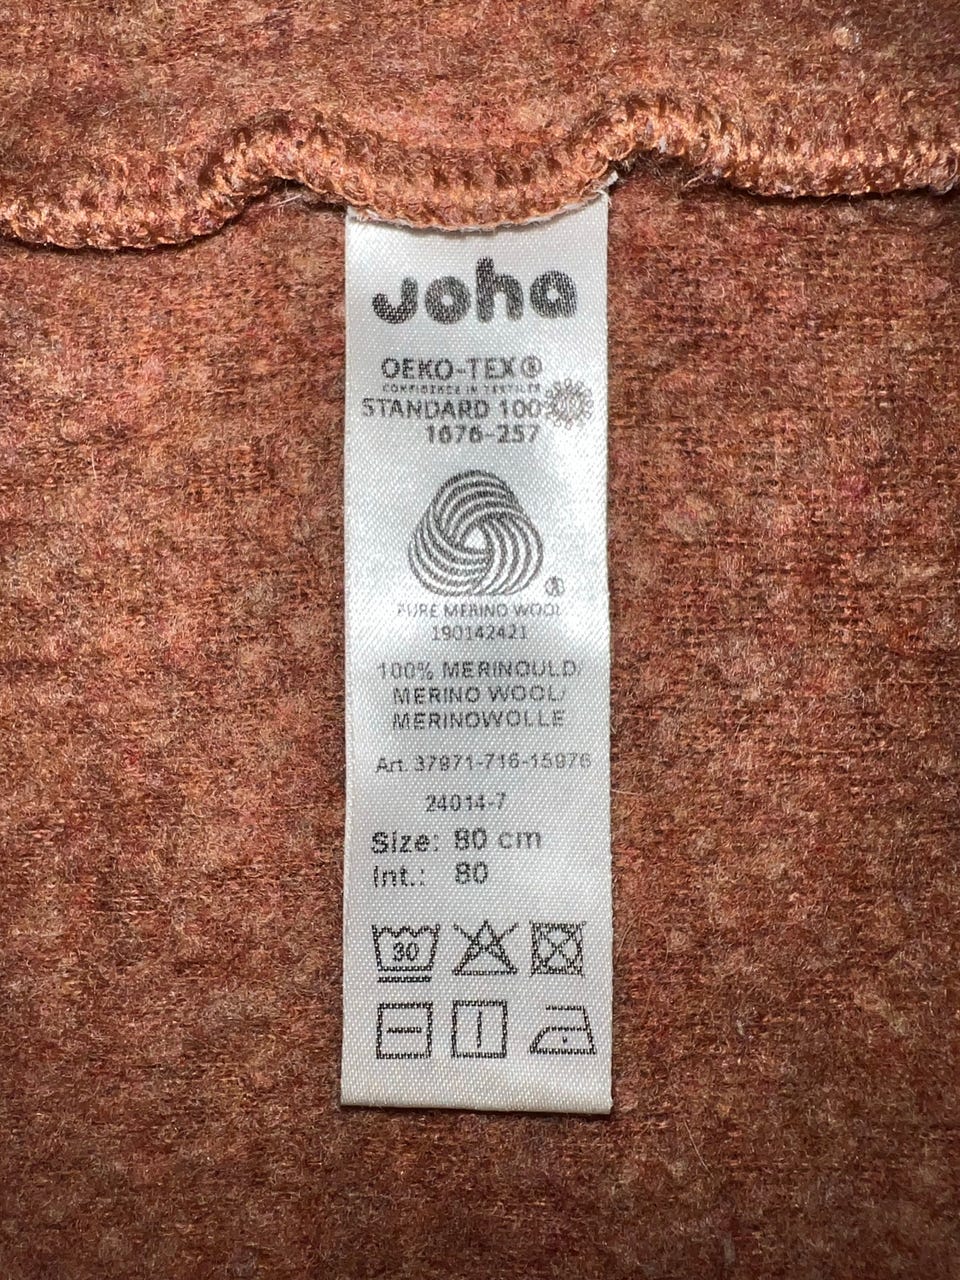 Joha
OEKO-TEX®
CONFIDENCE IN TEXTILES
STANDARD 100
1676-257
®
PURE MERINO WOOL
190142421
100% MERINOULD/
MERINO WOOL/
MERINOWOLLE
Art. 37971-716-15976
24014-7
Size: 80 cm
Int.: 80
30